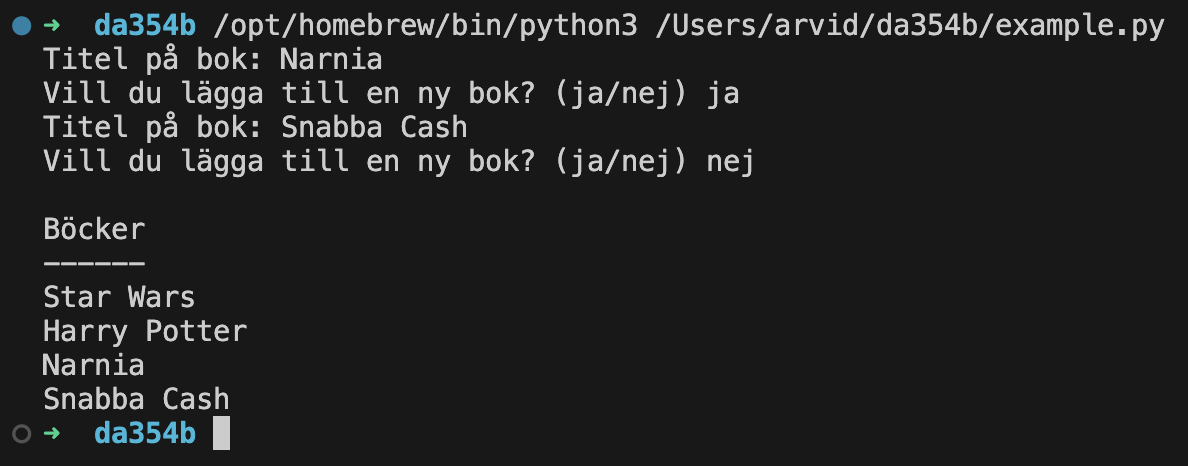 ➜ da354b /opt/homebrew/bin/python3 /Users/arvid/da354b/example.py
Titel på bok: Narnia
Vill du lägga till en ny bok? (ja/nej) ja
Titel på bok: Snabba Cash
Vill du lägga till en ny bok? (ja/nej) nej
Böcker
------
Star Wars
Harry Potter
Narnia
Snabba Cash
➜ da354b